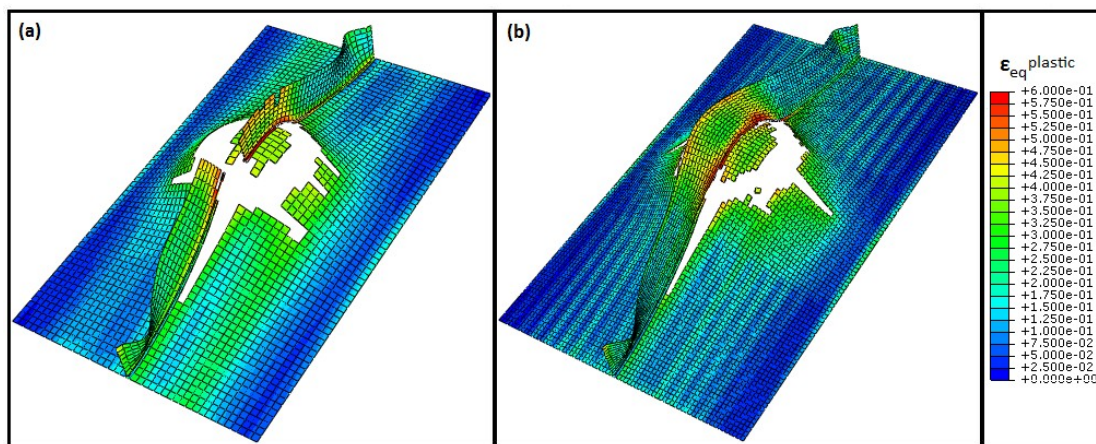 (a)
(b)
εeq plastic
+6.000e-01
+5.750e-01
+5.500e-01
+5.250e-01
+5.000e-01
+4.750e-01
+4.500e-01
+4.250e-01
+4.000e-01
+3.750e-01
+3.500e-01
+3.250e-01
+3.000e-01
+2.750e-01
+2.500e-01
+2.250e-01
+2.000e-01
+1.750e-01
+1.500e-01
+1.250e-01
+1.000e-01
+7.500e-02
+5.000e-02
+2.500e-02
+0.000e+00